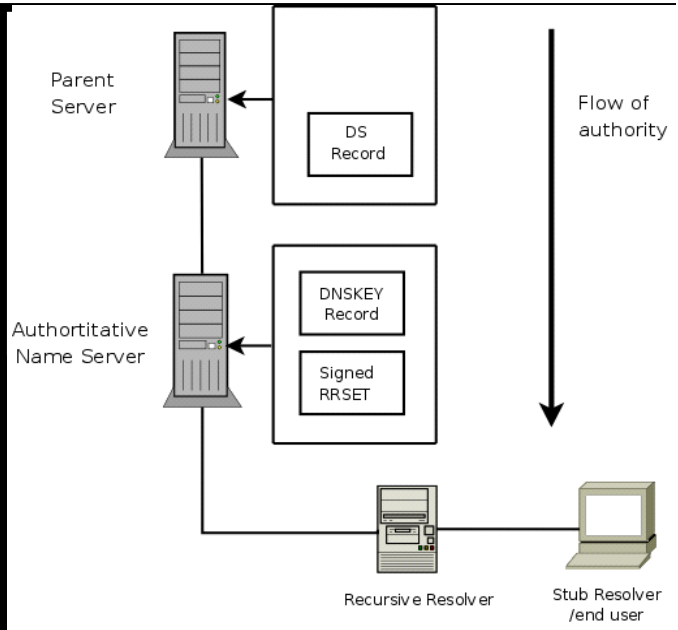 Parent
Server
DS
Record
Flow of
authority
Authortitative
Name Server
DNSKEY
Record
Signed
RRSET
Recursive Resolver
Stub Resolver
/end user